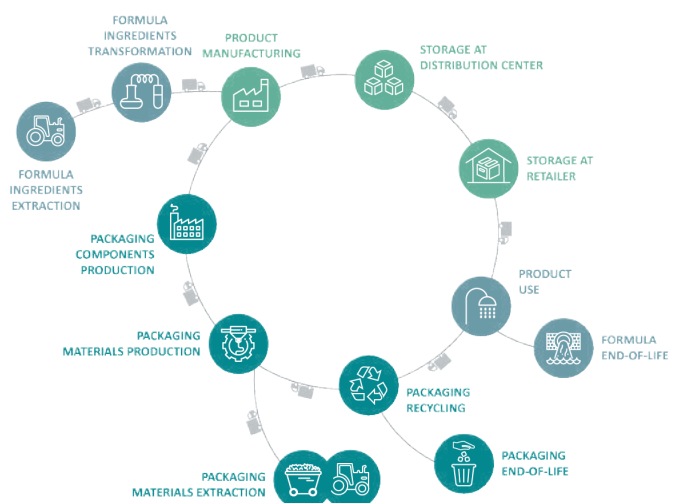 FORMULA
INGREDIENTS
TRANSFORMATION
PRODUCT
MANUFACTURING
STORAGE AT
DISTRIBUTION CENTER
FORMULA
INGREDIENTS
EXTRACTION
STORAGE AT
RETAILER
PACKAGING
COMPONENTS
PRODUCTION
PRODUCT
USE
PACKAGING
MATERIALS PRODUCTION
FORMULA
END-OF-LIFE
PACKAGING
RECYCLING
PACKAGING
MATERIALS EXTRACTION
PACKAGING
END-OF-LIFE